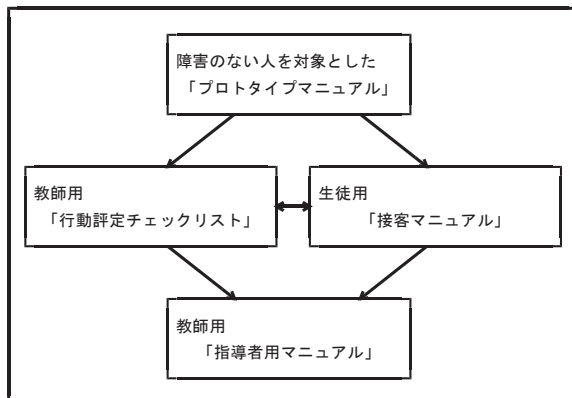 障害のない人を対象とした
「プロトタイプマニュアル」
教師用
「行動評定チェックリスト」
生徒用
「接客マニュアル」
教師用
「指導者用マニュアル」